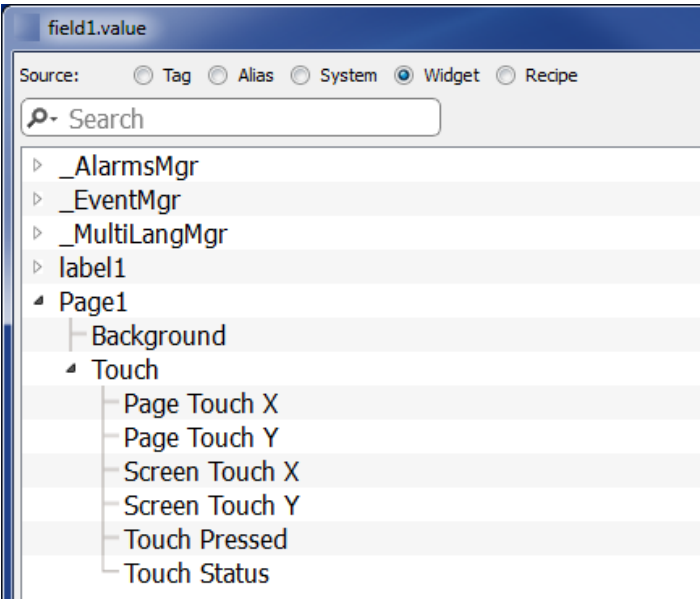 field1.value
Source: Tag Alias System Widget Recipe
Search
_AlarmsMgr
_EventMgr
_MultiLangMgr
label1
Page1
Background
Touch
Page Touch X
Page Touch Y
Screen Touch X
Screen Touch Y
Touch Pressed
Touch Status